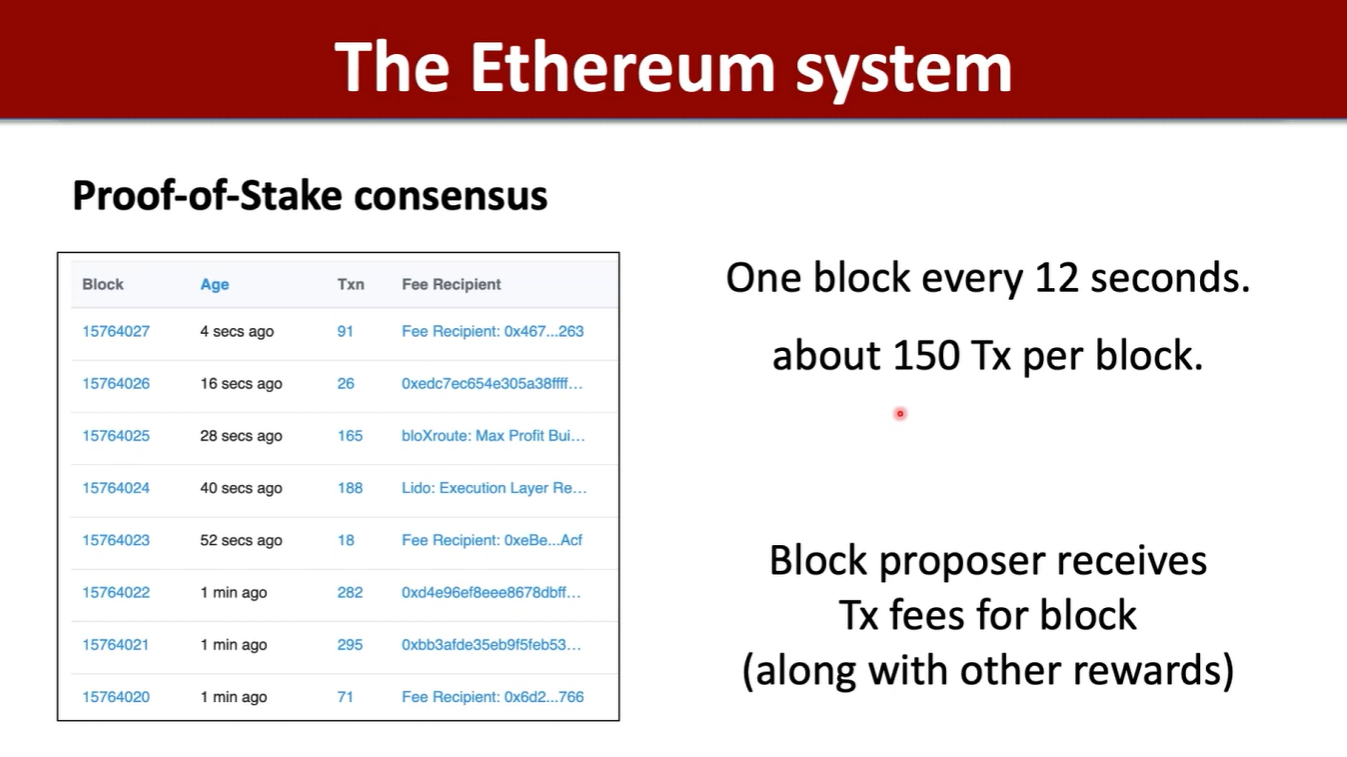 The Ethereum system
Proof-of-Stake consensus
Block Age Txn Fee Recipient
15764027 4 secs ago 91 Fee Recipient: 0x467...263
15764026 16 secs ago 26 0xedc7ec654e305a38ffff...
15764025 28 secs ago 165 bloXroute: Max Profit Bui...
15764024 40 secs ago 188 Lido: Execution Layer Re...
15764023 52 secs ago 18 Fee Recipient: 0xeBe...Acf
15764022 1 min ago 282 0xd4e96ef8eee8678dbff...
15764021 1 min ago 295 0xbb3afde35eb9f5feb53...
15764020 1 min ago 71 Fee Recipient: 0x6d2...766
One block every 12 seconds.
about 150 Tx per block.
Block proposer receives
Tx fees for block
(along with other rewards)